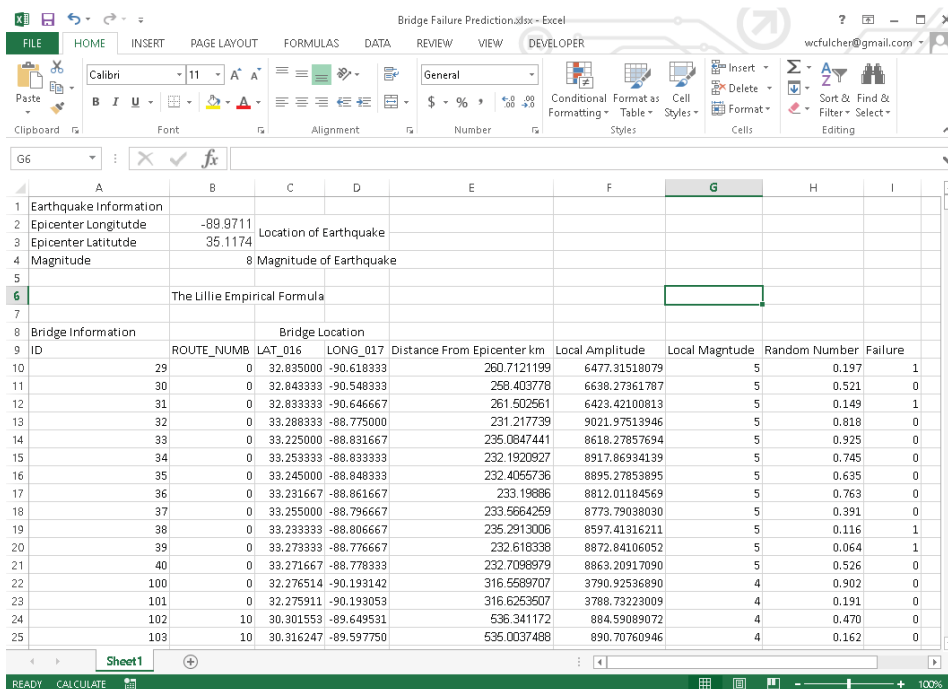 Bridge Failure Prediction.xlsx - Excel
FILE HOME INSERT PAGE LAYOUT FORMULAS DATA REVIEW VIEW DEVELOPER wcfulcher@gmail.com
Paste Calibri 11 A A B I U A General $ % , .00 Conditional Formatting Format as Table Cell Styles Insert Delete Format Sort & Filter Find & Select
Clipboard Font Alignment Number Styles Cells Editing
G6 fx
A B C D E F G H I
1 Earthquake Information
2 Epicenter Longitutde -89.9711 Location of Earthquake
3 Epicenter Latitutde 35.1174
4 Magnitude 8 Magnitude of Earthquake
5
6 The Lillie Empirical Formula
7
8 Bridge Information Bridge Location
9 ID ROUTE_NUMB LAT_016 LONG_017 Distance From Epicenter km Local Amplitude Local Magntude Random Number Failure
10 29 0 32.835000 -90.618333 260.7121199 6477.31518079 5 0.197 1
11 30 0 32.843333 -90.548333 258.403778 6638.27361787 5 0.521 0
12 31 0 32.833333 -90.646667 261.502561 6423.42100813 5 0.149 1
13 32 0 33.288333 -88.775000 231.217739 9021.97513946 5 0.818 0
14 33 0 33.225000 -88.831667 235.0847441 8618.27857694 5 0.925 0
15 34 0 33.253333 -88.833333 232.1920927 8917.86934139 5 0.745 0
16 35 0 33.245000 -88.848333 232.4055736 8895.27853895 5 0.635 0
17 36 0 33.231667 -88.861667 233.19886 8812.01184569 5 0.763 0
18 37 0 33.255000 -88.796667 233.5664259 8773.79038030 5 0.391 0
19 38 0 33.233333 -88.806667 235.2913006 8597.41316211 5 0.116 1
20 39 0 33.273333 -88.776667 232.618338 8872.84106052 5 0.064 1
21 40 0 33.271667 -88.778333 232.7098979 8863.20917090 5 0.526 0
22 100 0 32.276514 -90.193142 316.5589707 3790.92536890 4 0.902 0
23 101 0 32.275911 -90.193053 316.6253507 3788.73223009 4 0.191 0
24 102 10 30.301553 -89.649531 536.341172 884.59089072 4 0.470 0
25 103 10 30.316247 -89.597750 535.0037488 890.70760946 4 0.162 0
Sheet1
READY CALCULATE 100%